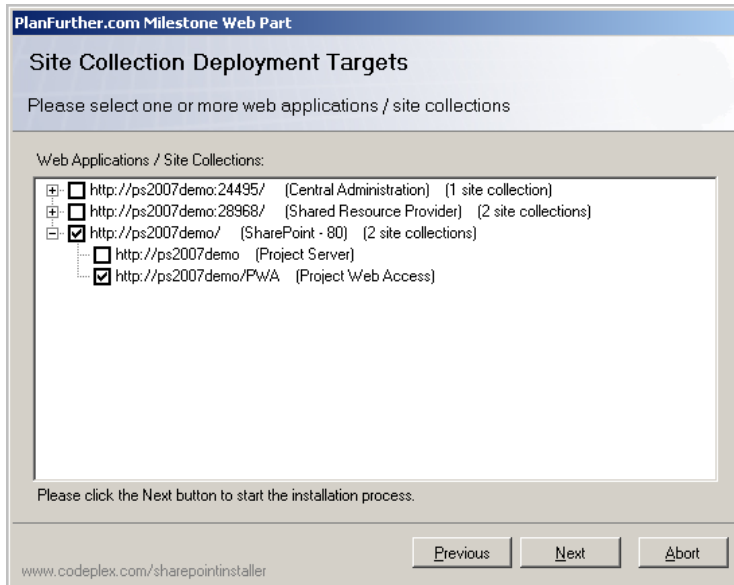 PlanFurther.com Milestone Web Part
Site Collection Deployment Targets
Please select one or more web applications / site collections
Web Applications / Site Collections:
http://ps2007demo:24495/ (Central Administration) (1 site collection)
http://ps2007demo:28968/ (Shared Resource Provider) (2 site collections)
http://ps2007demo/ (SharePoint - 80) (2 site collections)
http://ps2007demo (Project Server)
http://ps2007demo/PWA (Project Web Access)
Please click the Next button to start the installation process.
Previous Next Abort
www.codeplex.com/sharepointinstaller